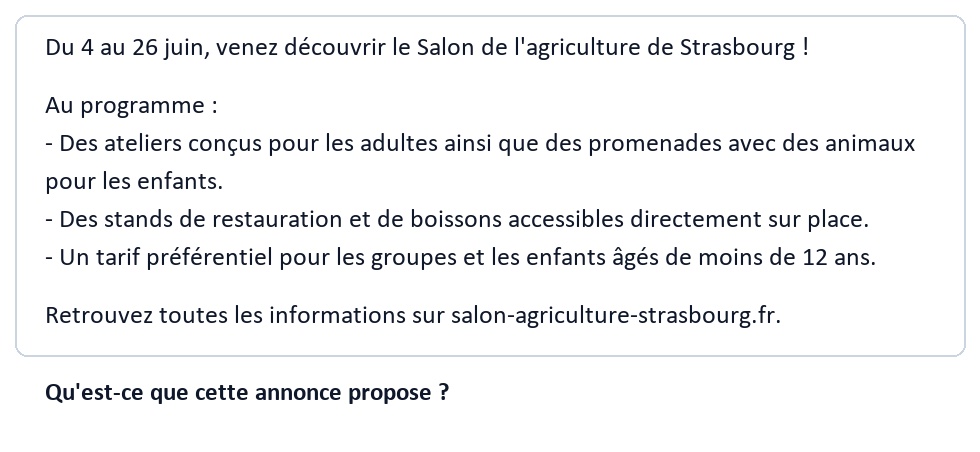 Du 4 au 26 juin, venez découvrir le Salon de l'agriculture de Strasbourg !
Au programme :
- Des ateliers conçus pour les adultes ainsi que des promenades avec des animaux
pour les enfants.
- Des stands de restauration et de boissons accessibles directement sur place.
- Un tarif préférentiel pour les groupes et les enfants âgés de moins de 12 ans.
Retrouvez toutes les informations sur salon-agriculture-strasbourg.fr.
Qu'est-ce que cette annonce propose ?